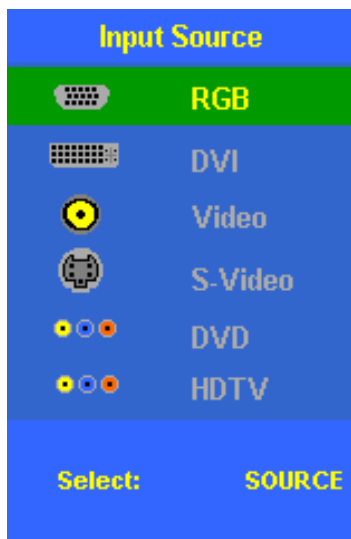 Input Source
RGB
DVI
Video
S-Video
DVD
HDTV
Select: SOURCE